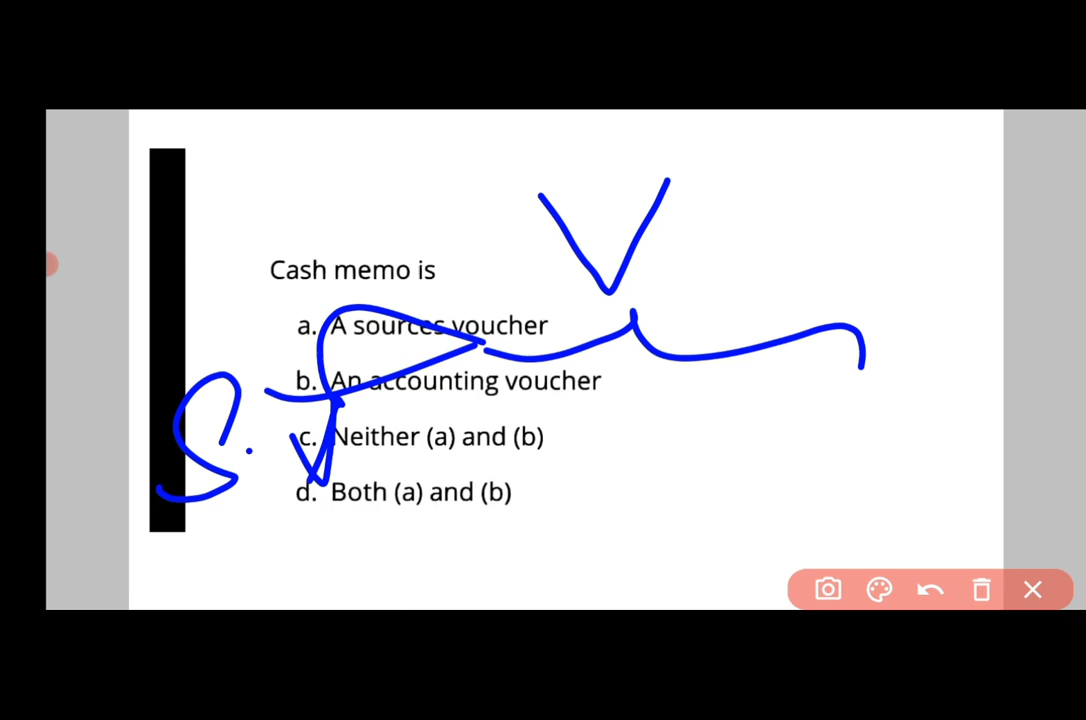 Cash memo is
a. A sources voucher
b. An accounting voucher
c. Neither (a) and (b)
d. Both (a) and (b)
S.
V